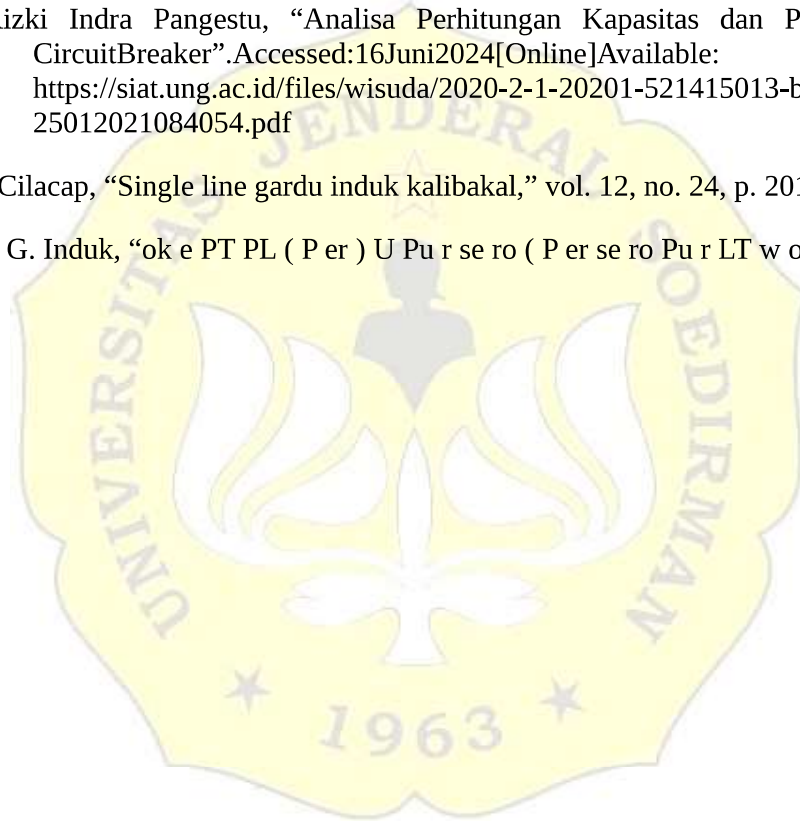 izki Indra Pangestu, “Analisa Perhitungan Kapasitas dan P
CircuitBreaker”.Accessed:16Juni2024[Online]Available:
https://siat.ung.ac.id/files/wisuda/2020-2-1-20201-521415013-b
25012021084054.pdf
Cilacap, “Single line gardu induk kalibakal,” vol. 12, no. 24, p. 201
G. Induk, “ok e PT PL ( P er ) U Pu r se ro ( P er se ro Pu r LT w o
UNIVERSITAS JENDERAL SOEDIRMAN
1963